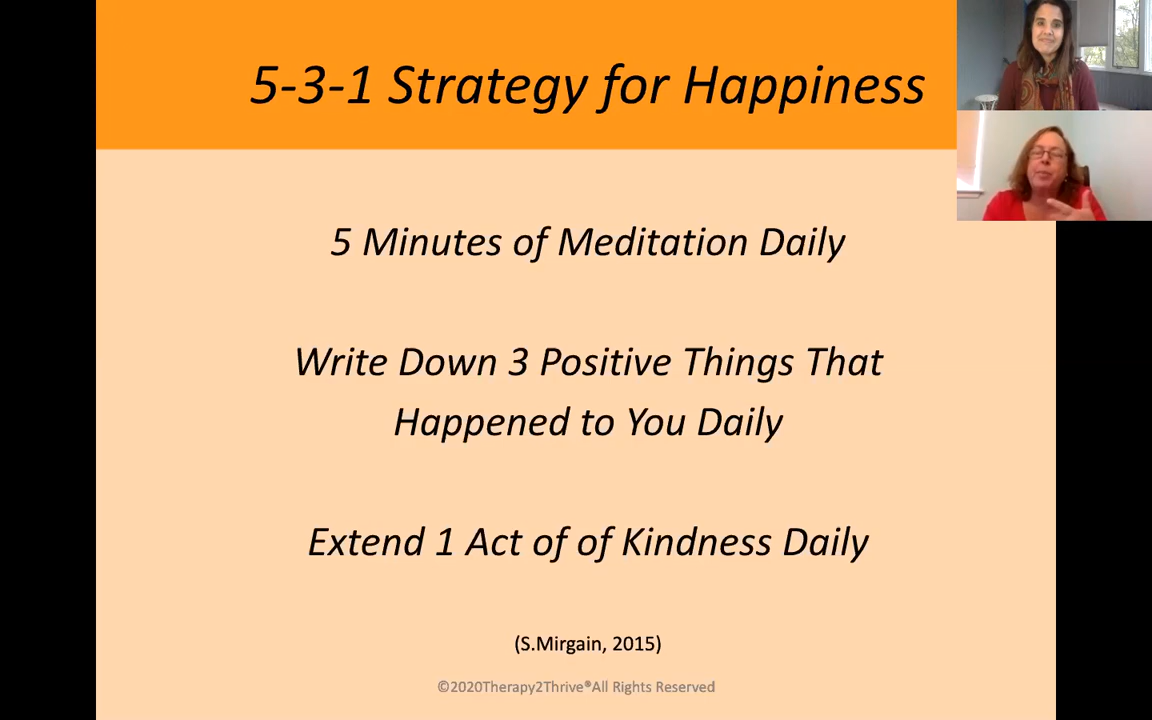 5-3-1 Strategy for Happiness
5 Minutes of Meditation Daily
Write Down 3 Positive Things That
Happened to You Daily
Extend 1 Act of of Kindness Daily
(S.Mirgain, 2015)
©2020Therapy2Thrive®All Rights Reserved